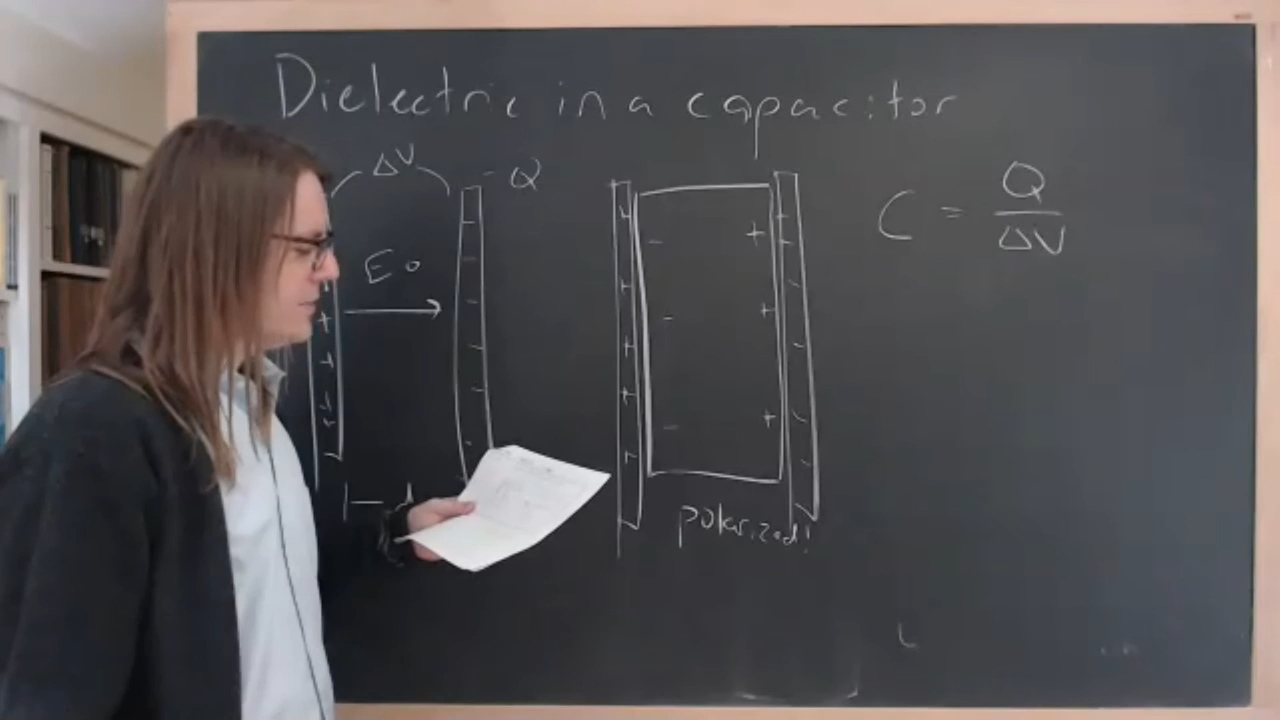 Dielectric in a capacitor
ΔV
- Q
E₀
+ + + +
- - - - - -
d
+ + + + + +
- - -
+ + +
- - - - - -
polarized!
C = Q / ΔV